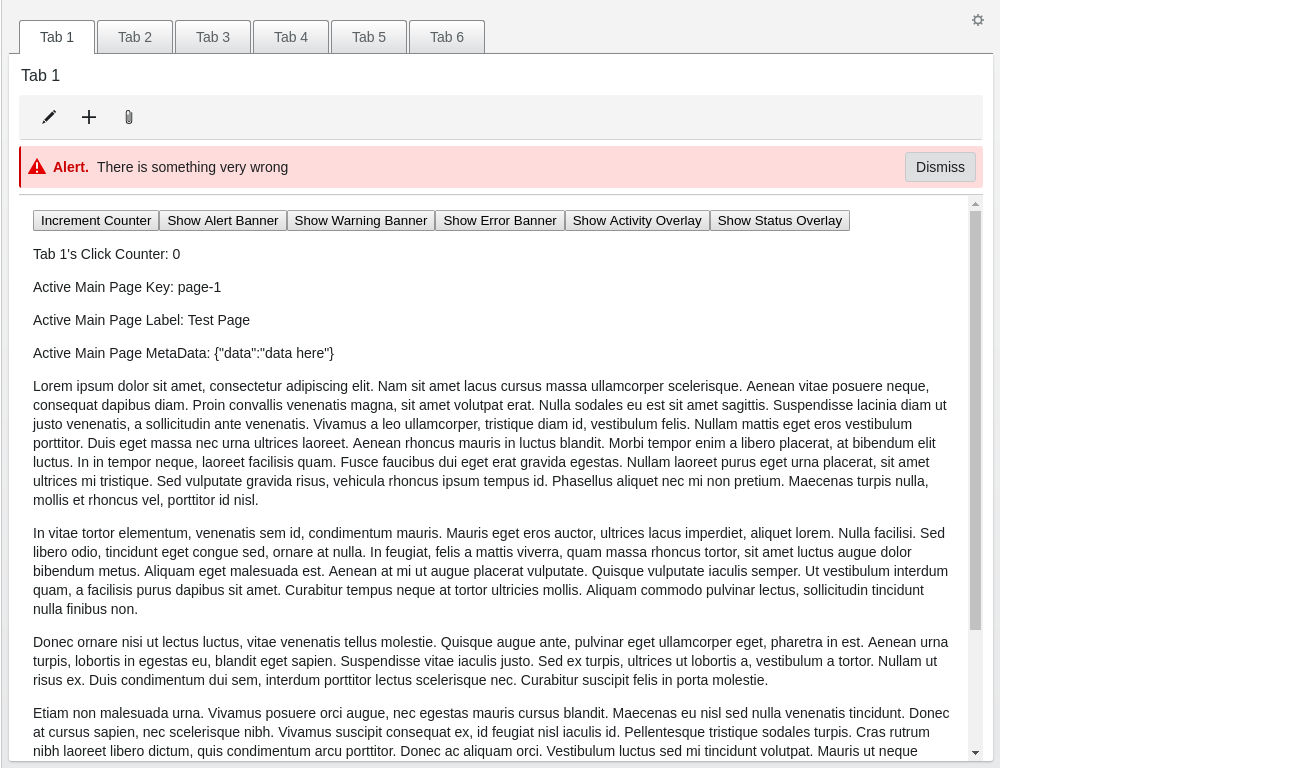 Tab 1 Tab 2 Tab 3 Tab 4 Tab 5 Tab 6
Tab 1
Alert. There is something very wrong Dismiss
Increment Counter Show Alert Banner Show Warning Banner Show Error Banner Show Activity Overlay Show Status Overlay
Tab 1's Click Counter: 0
Active Main Page Key: page-1
Active Main Page Label: Test Page
Active Main Page MetaData: {"data":"data here"}
Lorem ipsum dolor sit amet, consectetur adipiscing elit. Nam sit amet lacus cursus massa ullamcorper scelerisque. Aenean vitae posuere neque,
consequat dapibus diam. Proin convallis venenatis magna, sit amet volutpat erat. Nulla sodales eu est sit amet sagittis. Suspendisse lacinia diam ut
justo venenatis, a sollicitudin ante venenatis. Vivamus a leo ullamcorper, tristique diam id, vestibulum felis. Nullam mattis eget eros vestibulum
porttitor. Duis eget massa nec urna ultrices laoreet. Aenean rhoncus mauris in luctus blandit. Morbi tempor enim a libero placerat, at bibendum elit
luctus. In in tempor neque, laoreet facilisis quam. Fusce faucibus dui eget erat gravida egestas. Nullam laoreet purus eget urna placerat, sit amet
ultrices mi tristique. Sed vulputate gravida risus, vehicula rhoncus ipsum tempus id. Phasellus aliquet nec mi non pretium. Maecenas turpis nulla,
mollis et rhoncus vel, porttitor id nisl.
In vitae tortor elementum, venenatis sem id, condimentum mauris. Mauris eget eros auctor, ultrices lacus imperdiet, aliquet lorem. Nulla facilisi. Sed
libero odio, tincidunt eget congue sed, ornare at nulla. In feugiat, felis a mattis viverra, quam massa rhoncus tortor, sit amet luctus augue dolor
bibendum metus. Aliquam eget malesuada est. Aenean at mi ut augue placerat vulputate. Quisque vulputate iaculis semper. Ut vestibulum interdum
quam, a facilisis purus dapibus sit amet. Curabitur tempus neque at tortor ultricies mollis. Aliquam commodo pulvinar lectus, sollicitudin tincidunt
nulla finibus non.
Donec ornare nisi ut lectus luctus, vitae venenatis tellus molestie. Quisque augue ante, pulvinar eget ullamcorper eget, pharetra in est. Aenean urna
turpis, lobortis in egestas eu, blandit eget sapien. Suspendisse vitae iaculis justo. Sed ex turpis, ultrices ut lobortis a, vestibulum a tortor. Nullam ut
risus ex. Duis condimentum dui sem, interdum porttitor lectus scelerisque nec. Curabitur suscipit felis in porta molestie.
Etiam non malesuada urna. Vivamus posuere orci augue, nec egestas mauris cursus blandit. Maecenas eu nisl sed nulla venenatis tincidunt. Donec
at cursus sapien, nec scelerisque nibh. Vivamus suscipit consequat ex, id feugiat nisl iaculis id. Pellentesque tristique sodales turpis. Cras rutrum
nibh laoreet libero dictum, quis condimentum arcu porttitor. Donec ac aliquam orci. Vestibulum luctus sed mi tincidunt volutpat. Mauris ut neque